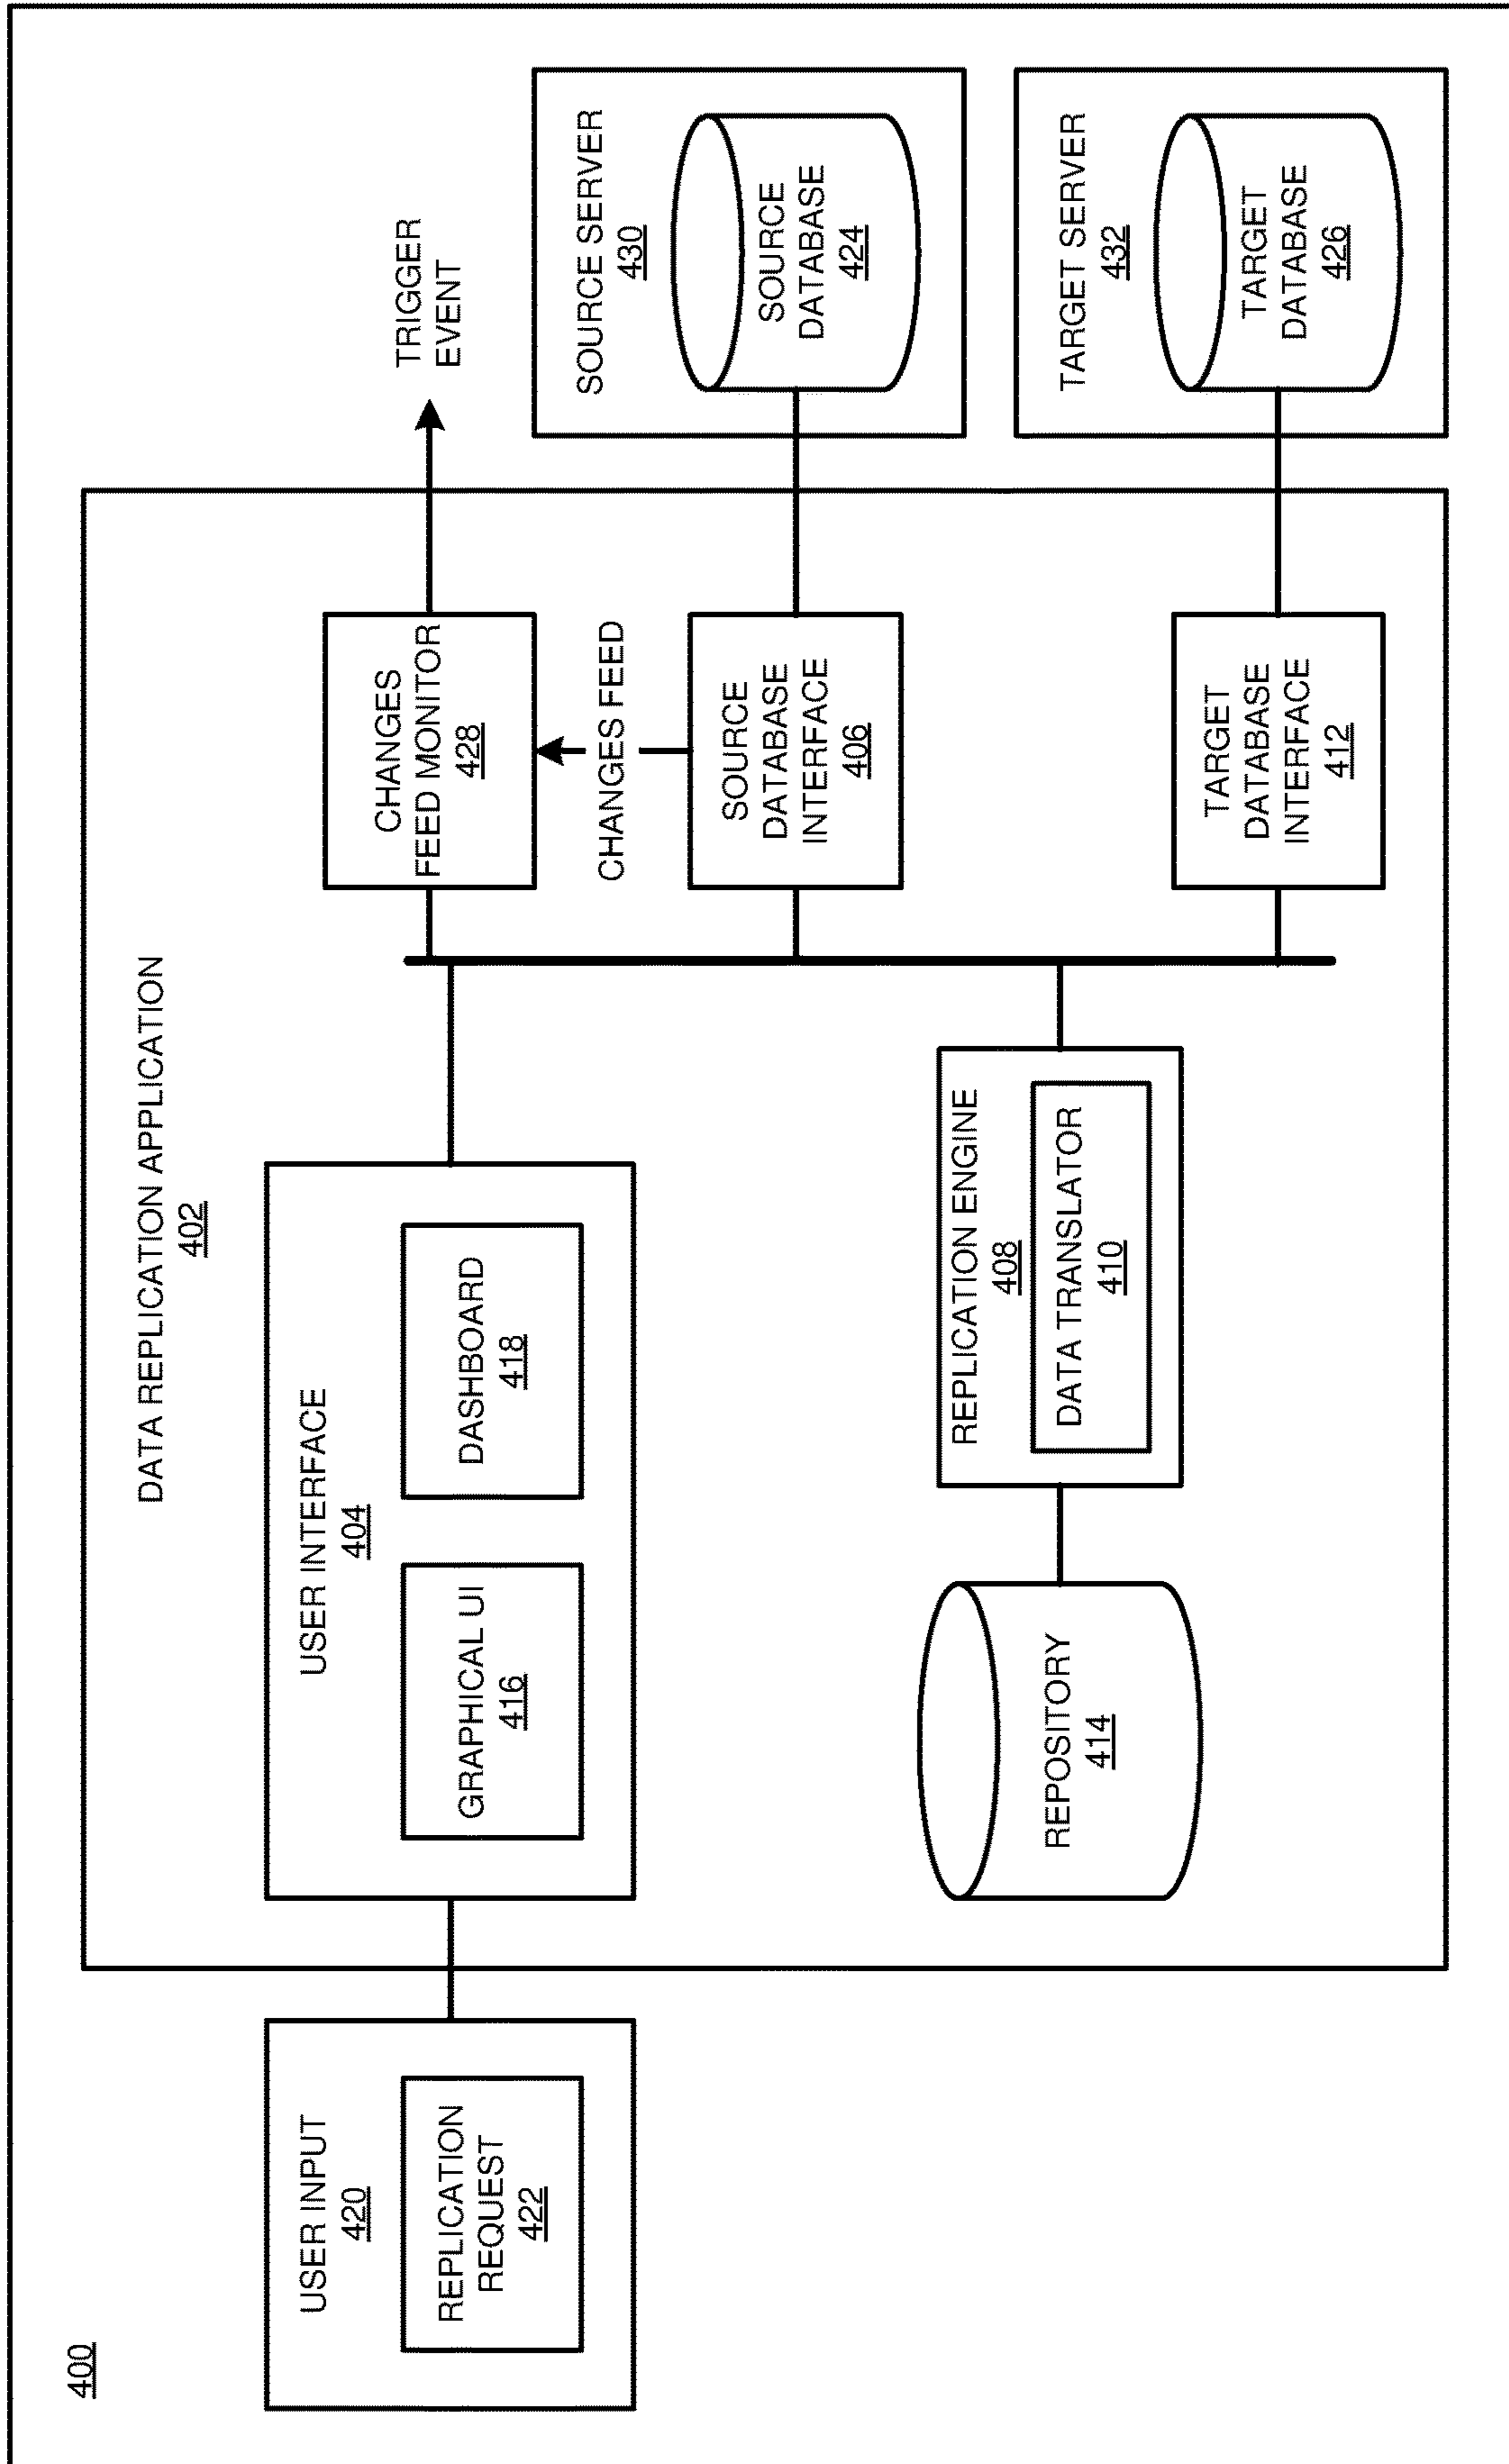 400
USER INPUT
420
REPLICATION
REQUEST
422
DATA REPLICATION APPLICATION
402
USER INTERFACE
404
GRAPHICAL UI
416
DASHBOARD
418
REPOSITORY
414
REPLICATION ENGINE
408
DATA TRANSLATOR
410
CHANGES
FEED MONITOR
428
CHANGES FEED
SOURCE
DATABASE
INTERFACE
406
TARGET
DATABASE
INTERFACE
412
TRIGGER
EVENT
SOURCE SERVER
430
SOURCE
DATABASE
424
TARGET SERVER
432
TARGET
DATABASE
426